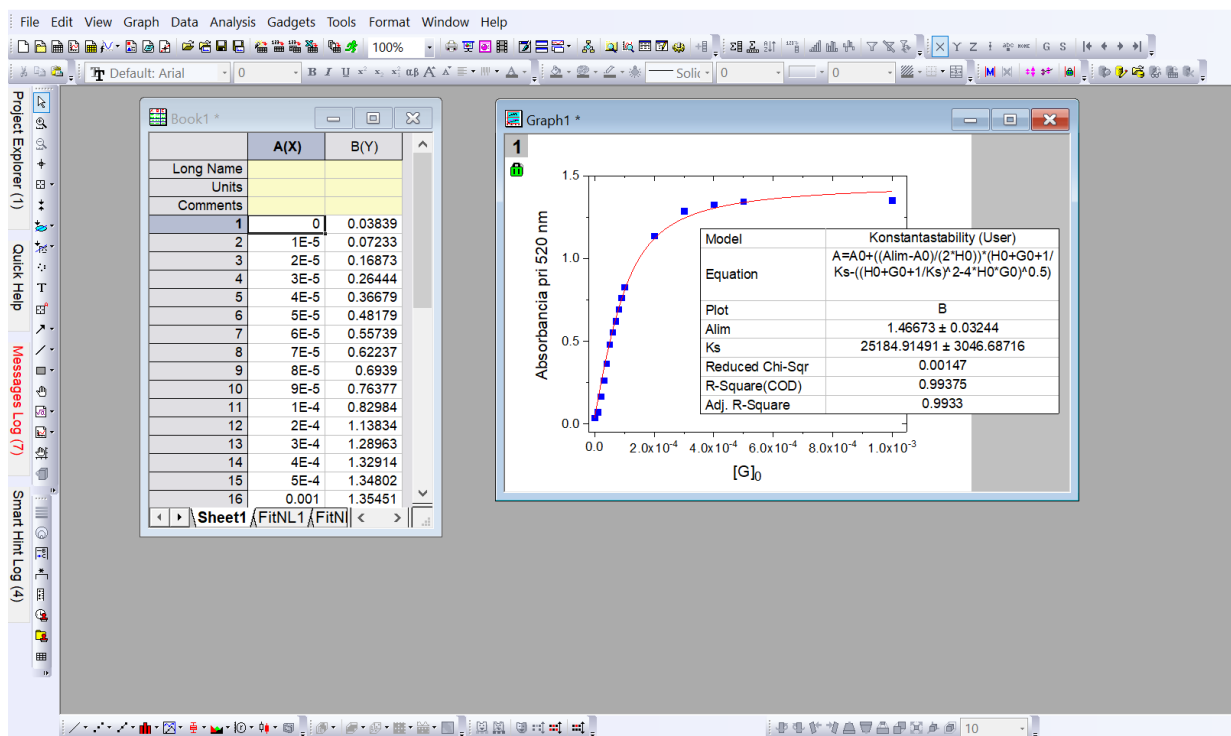 File Edit View Graph Data Analysis Gadgets Tools Format Window Help
100%
Default: Arial 0 B I U
0 0
Project Explorer (1)
Quick Help
Messages Log (7)
Smart Hint Log (4)
Book1 *
A(X) B(Y)
Long Name
Units
Comments
1 0 0.03839
2 1E-5 0.07233
3 2E-5 0.16873
4 3E-5 0.26444
5 4E-5 0.36679
6 5E-5 0.48179
7 6E-5 0.55739
8 7E-5 0.62237
9 8E-5 0.6939
10 9E-5 0.76377
11 1E-4 0.82984
12 2E-4 1.13834
13 3E-4 1.28963
14 4E-4 1.32914
15 5E-4 1.34802
16 0.001 1.35451
Sheet1 FitNL1
Graph1 *
1
1.5
1.0
0.5
0.0
Absorbancia pri 520 nm
0.0 2.0x10⁻⁴ 4.0x10⁻⁴ 6.0x10⁻⁴ 8.0x10⁻⁴ 1.0x10⁻³
[G]₀
Model Konstantastability (User)
Equation A=A0+((Alim-A0)/(2*H0))*(H0+G0+1/
Ks-((H0+G0+1/Ks)^2-4*H0*G0)^0.5)
Plot B
Alim 1.46673 ± 0.03244
Ks 25184.91491 ± 3046.68716
Reduced Chi-Sqr 0.00147
R-Square(COD) 0.99375
Adj. R-Square 0.9933
10